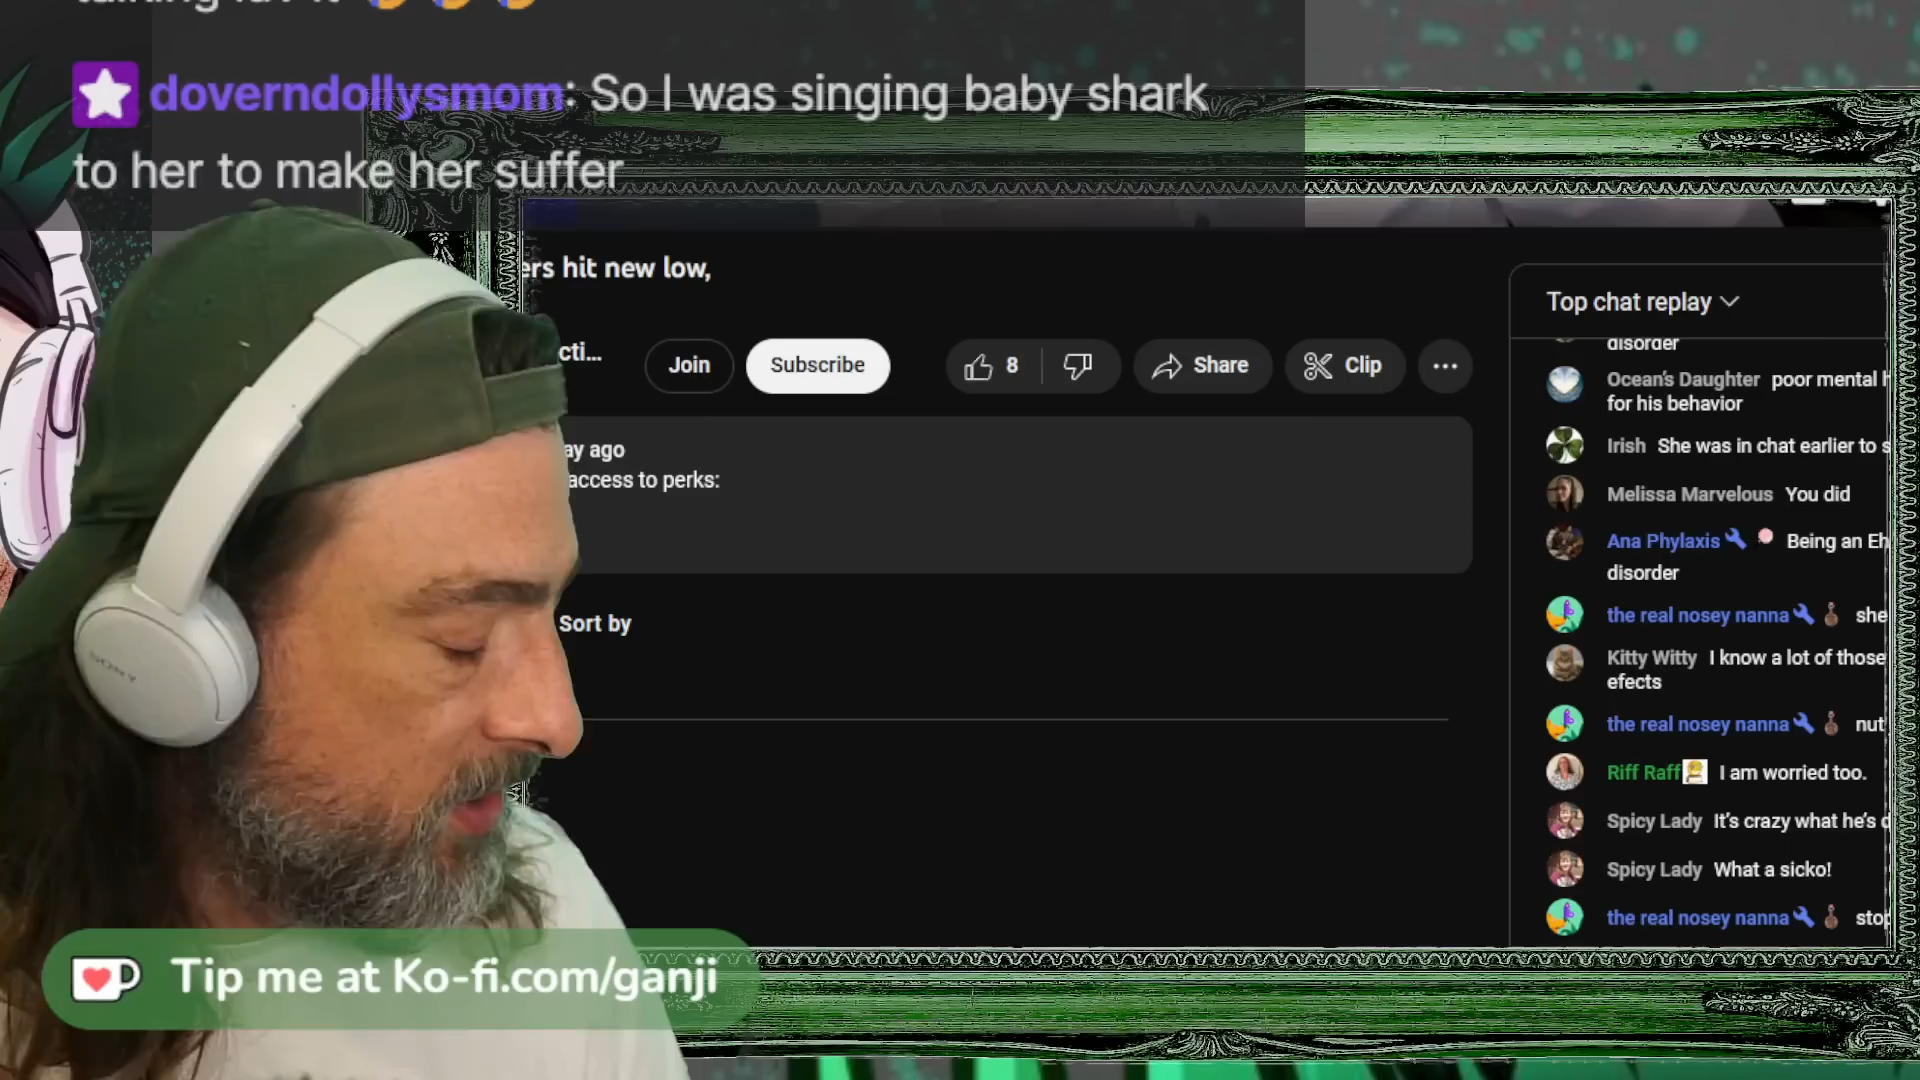 doverndollysmom: So I was singing baby shark
to her to make her suffer
ers hit new low,
cti...
Join
Subscribe
8
Share
Clip
ay ago
access to perks:
Sort by
Top chat replay
disorder
Ocean's Daughter poor mental h
for his behavior
Irish She was in chat earlier to s
Melissa Marvelous You did
Ana Phylaxis Being an Eh
disorder
the real nosey nanna she
Kitty Witty I know a lot of those
efects
the real nosey nanna nut
Riff Raff I am worried too.
Spicy Lady It's crazy what he's d
Spicy Lady What a sicko!
the real nosey nanna stop
SONY
Tip me at Ko-fi.com/ganji